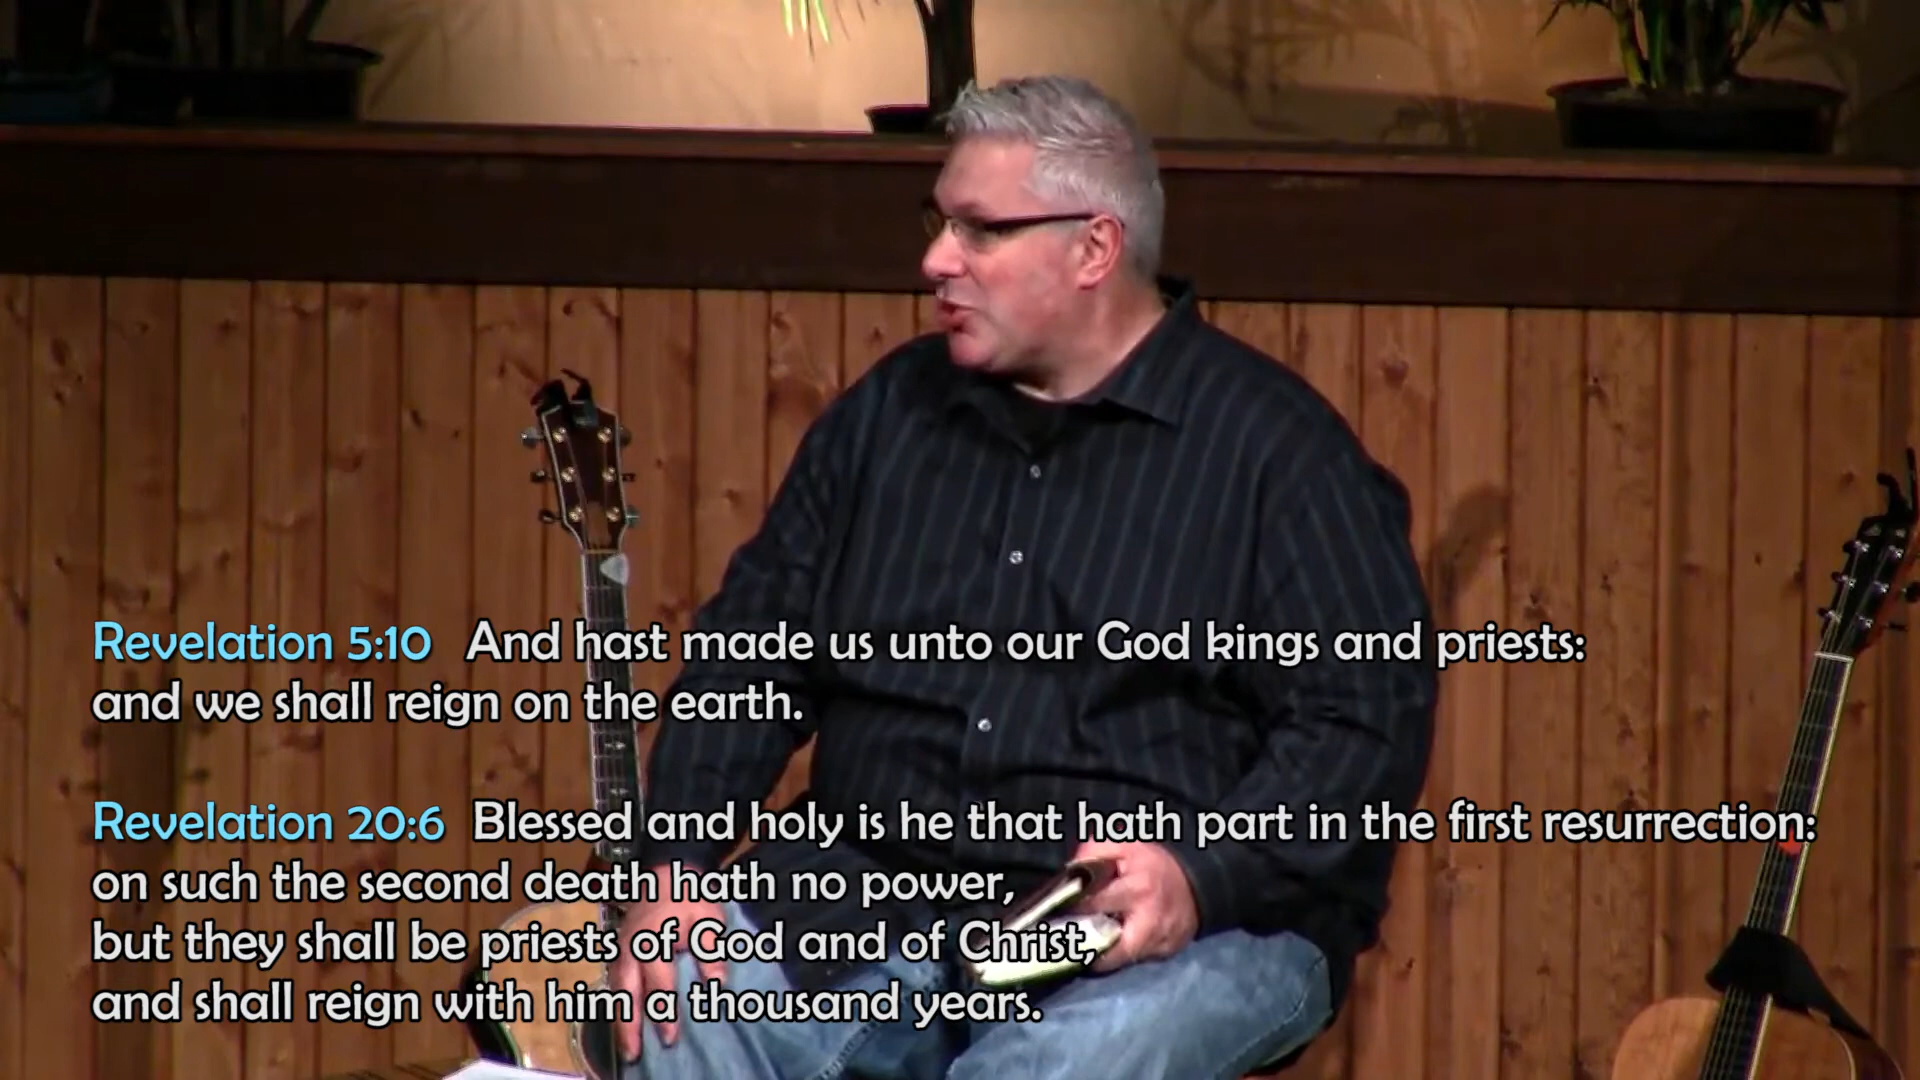 Revelation 5:10 And hast made us unto our God kings and priests:
and we shall reign on the earth.
Revelation 20:6 Blessed and holy is he that hath part in the first resurrection:
on such the second death hath no power,
but they shall be priests of God and of Christ,
and shall reign with him a thousand years.